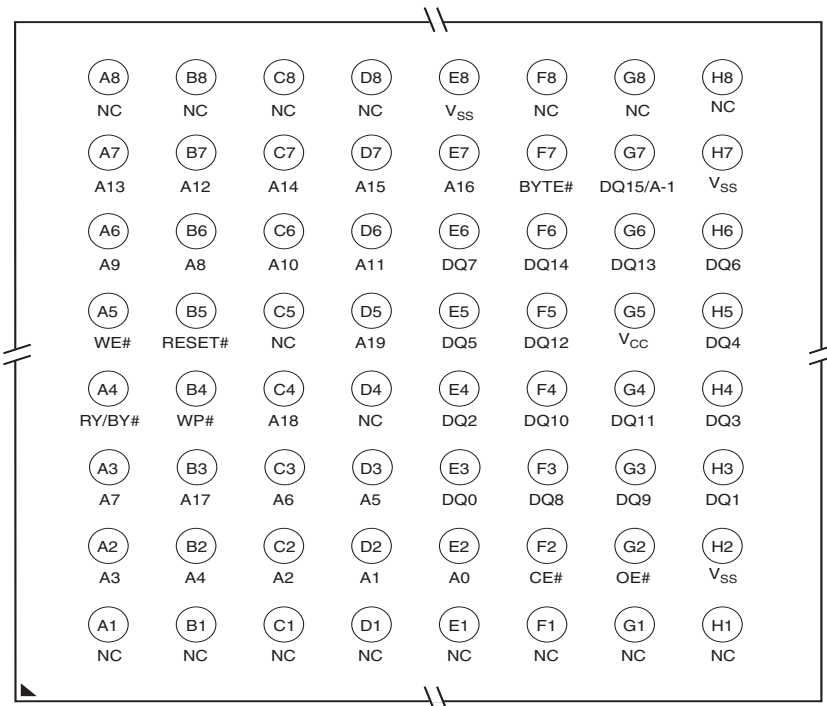 A8 B8 C8 D8 E8 F8 G8 H8
NC NC NC NC VSS NC NC NC
A7 B7 C7 D7 E7 F7 G7 H7
A13 A12 A14 A15 A16 BYTE# DQ15/A-1 VSS
A6 B6 C6 D6 E6 F6 G6 H6
A9 A8 A10 A11 DQ7 DQ14 DQ13 DQ6
A5 B5 C5 D5 E5 F5 G5 H5
WE# RESET# NC A19 DQ5 DQ12 VCC DQ4
A4 B4 C4 D4 E4 F4 G4 H4
RY/BY# WP# A18 NC DQ2 DQ10 DQ11 DQ3
A3 B3 C3 D3 E3 F3 G3 H3
A7 A17 A6 A5 DQ0 DQ8 DQ9 DQ1
A2 B2 C2 D2 E2 F2 G2 H2
A3 A4 A2 A1 A0 CE# OE# VSS
A1 B1 C1 D1 E1 F1 G1 H1
NC NC NC NC NC NC NC NC